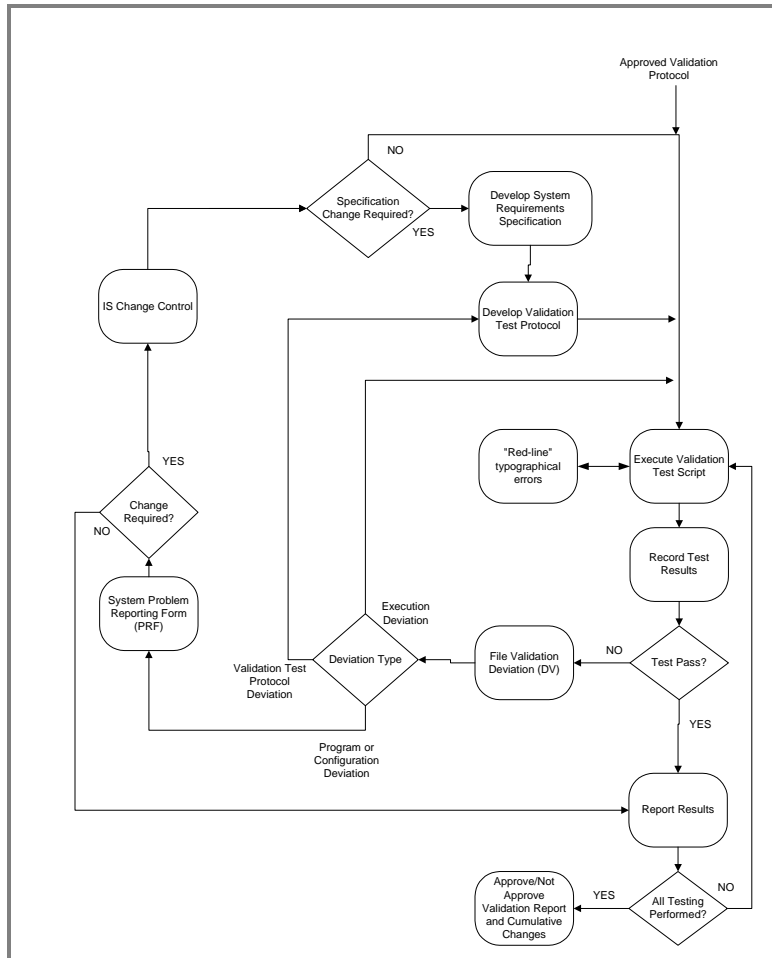 Approved Validation
Protocol
NO
Specification
Change Required?
YES
Develop System
Requirements
Specification
IS Change Control
Develop Validation
Test Protocol
"Red-line"
typographical
errors
Execute Validation
Test Script
YES
Change
Required?
NO
Record Test
Results
System Problem
Reporting Form
(PRF)
Execution
Deviation
Deviation Type
Validation Test
Protocol
Deviation
File Validation
Deviation (DV)
NO
Test Pass?
YES
Program or
Configuration
Deviation
Report Results
Approve/Not
Approve
Validation Report
and Cumulative
Changes
YES
All Testing
Performed?
NO